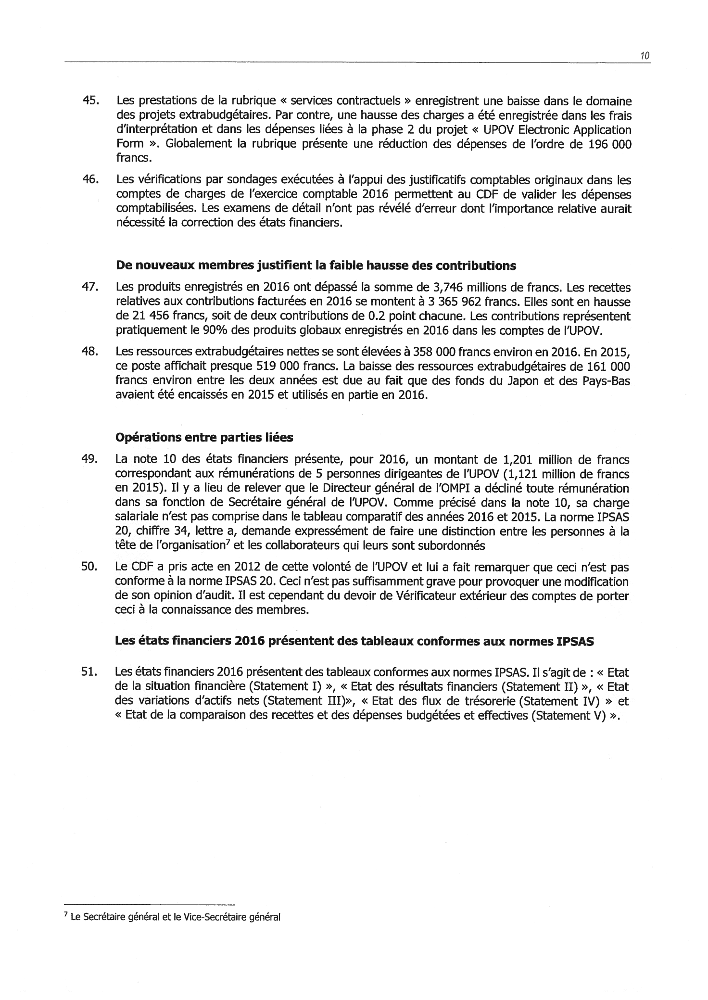 10
45. Les prestations de la rubrique « services contractuels » enregistrent une baisse dans le domaine
des projets extrabudgétaires. Par contre, une hausse des charges a été enregistrée dans les frais
d'interprétation et dans les dépenses liées à la phase 2 du projet « UPOV Electronic Application
Form ». Globalement la rubrique présente une réduction des dépenses de l'ordre de 196 000
francs.
46. Les vérifications par sondages exécutées à l'appui des justificatifs comptables originaux dans les
comptes de charges de l'exercice comptable 2016 permettent au CDF de valider les dépenses
comptabilisées. Les examens de détail n'ont pas révélé d'erreur dont l'importance relative aurait
nécessité la correction des états financiers.
De nouveaux membres justifient la faible hausse des contributions
47. Les produits enregistrés en 2016 ont dépassé la somme de 3,746 millions de francs. Les recettes
relatives aux contributions facturées en 2016 se montent à 3 365 962 francs. Elles sont en hausse
de 21 456 francs, soit de deux contributions de 0.2 point chacune. Les contributions représentent
pratiquement le 90% des produits globaux enregistrés en 2016 dans les comptes de l'UPOV.
48. Les ressources extrabudgétaires nettes se sont élevées à 358 000 francs environ en 2016. En 2015,
ce poste affichait presque 519 000 francs. La baisse des ressources extrabudgétaires de 161 000
francs environ entre les deux années est due au fait que des fonds du Japon et des Pays-Bas
avaient été encaissés en 2015 et utilisés en partie en 2016.
Opérations entre parties liées
49. La note 10 des états financiers présente, pour 2016, un montant de 1,201 million de francs
correspondant aux rémunérations de 5 personnes dirigeantes de l'UPOV (1,121 million de francs
en 2015). Il y a lieu de relever que le Directeur général de l'OMPI a décliné toute rémunération
dans sa fonction de Secrétaire général de l'UPOV. Comme précisé dans la note 10, sa charge
salariale n'est pas comprise dans le tableau comparatif des années 2016 et 2015. La norme IPSAS
20, chiffre 34, lettre a, demande expressément de faire une distinction entre les personnes à la
tête de l'organisation⁷ et les collaborateurs qui leurs sont subordonnés
50. Le CDF a pris acte en 2012 de cette volonté de l'UPOV et lui a fait remarquer que ceci n'est pas
conforme à la norme IPSAS 20. Ceci n'est pas suffisamment grave pour provoquer une modification
de son opinion d'audit. Il est cependant du devoir de Vérificateur extérieur des comptes de porter
ceci à la connaissance des membres.
Les états financiers 2016 présentent des tableaux conformes aux normes IPSAS
51. Les états financiers 2016 présentent des tableaux conformes aux normes IPSAS. Il s'agit de : « Etat
de la situation financière (Statement I) », « Etat des résultats financiers (Statement II) », « Etat
des variations d'actifs nets (Statement III)», « Etat des flux de trésorerie (Statement IV) » et
« Etat de la comparaison des recettes et des dépenses budgétées et effectives (Statement V) ».
⁷ Le Secrétaire général et le Vice-Secrétaire général